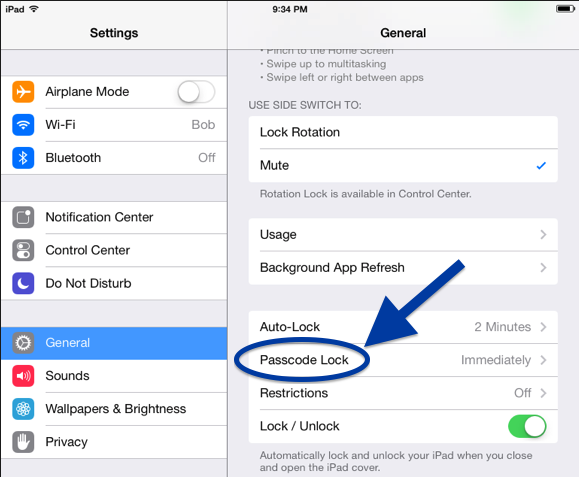 iPad 9:34 PM
Settings
General
• Pinch to the Home Screen
• Swipe up to multitasking
• Swipe left or right between apps
Airplane Mode
Wi-Fi Bob
Bluetooth Off
Notification Center
Control Center
Do Not Disturb
General
Sounds
Wallpapers & Brightness
Privacy
USE SIDE SWITCH TO:
Lock Rotation
Mute
Rotation Lock is available in Control Center.
Usage
Background App Refresh
Auto-Lock 2 Minutes
Passcode Lock Immediately
Restrictions Off
Lock / Unlock
Automatically lock and unlock your iPad when you close
and open the iPad cover.